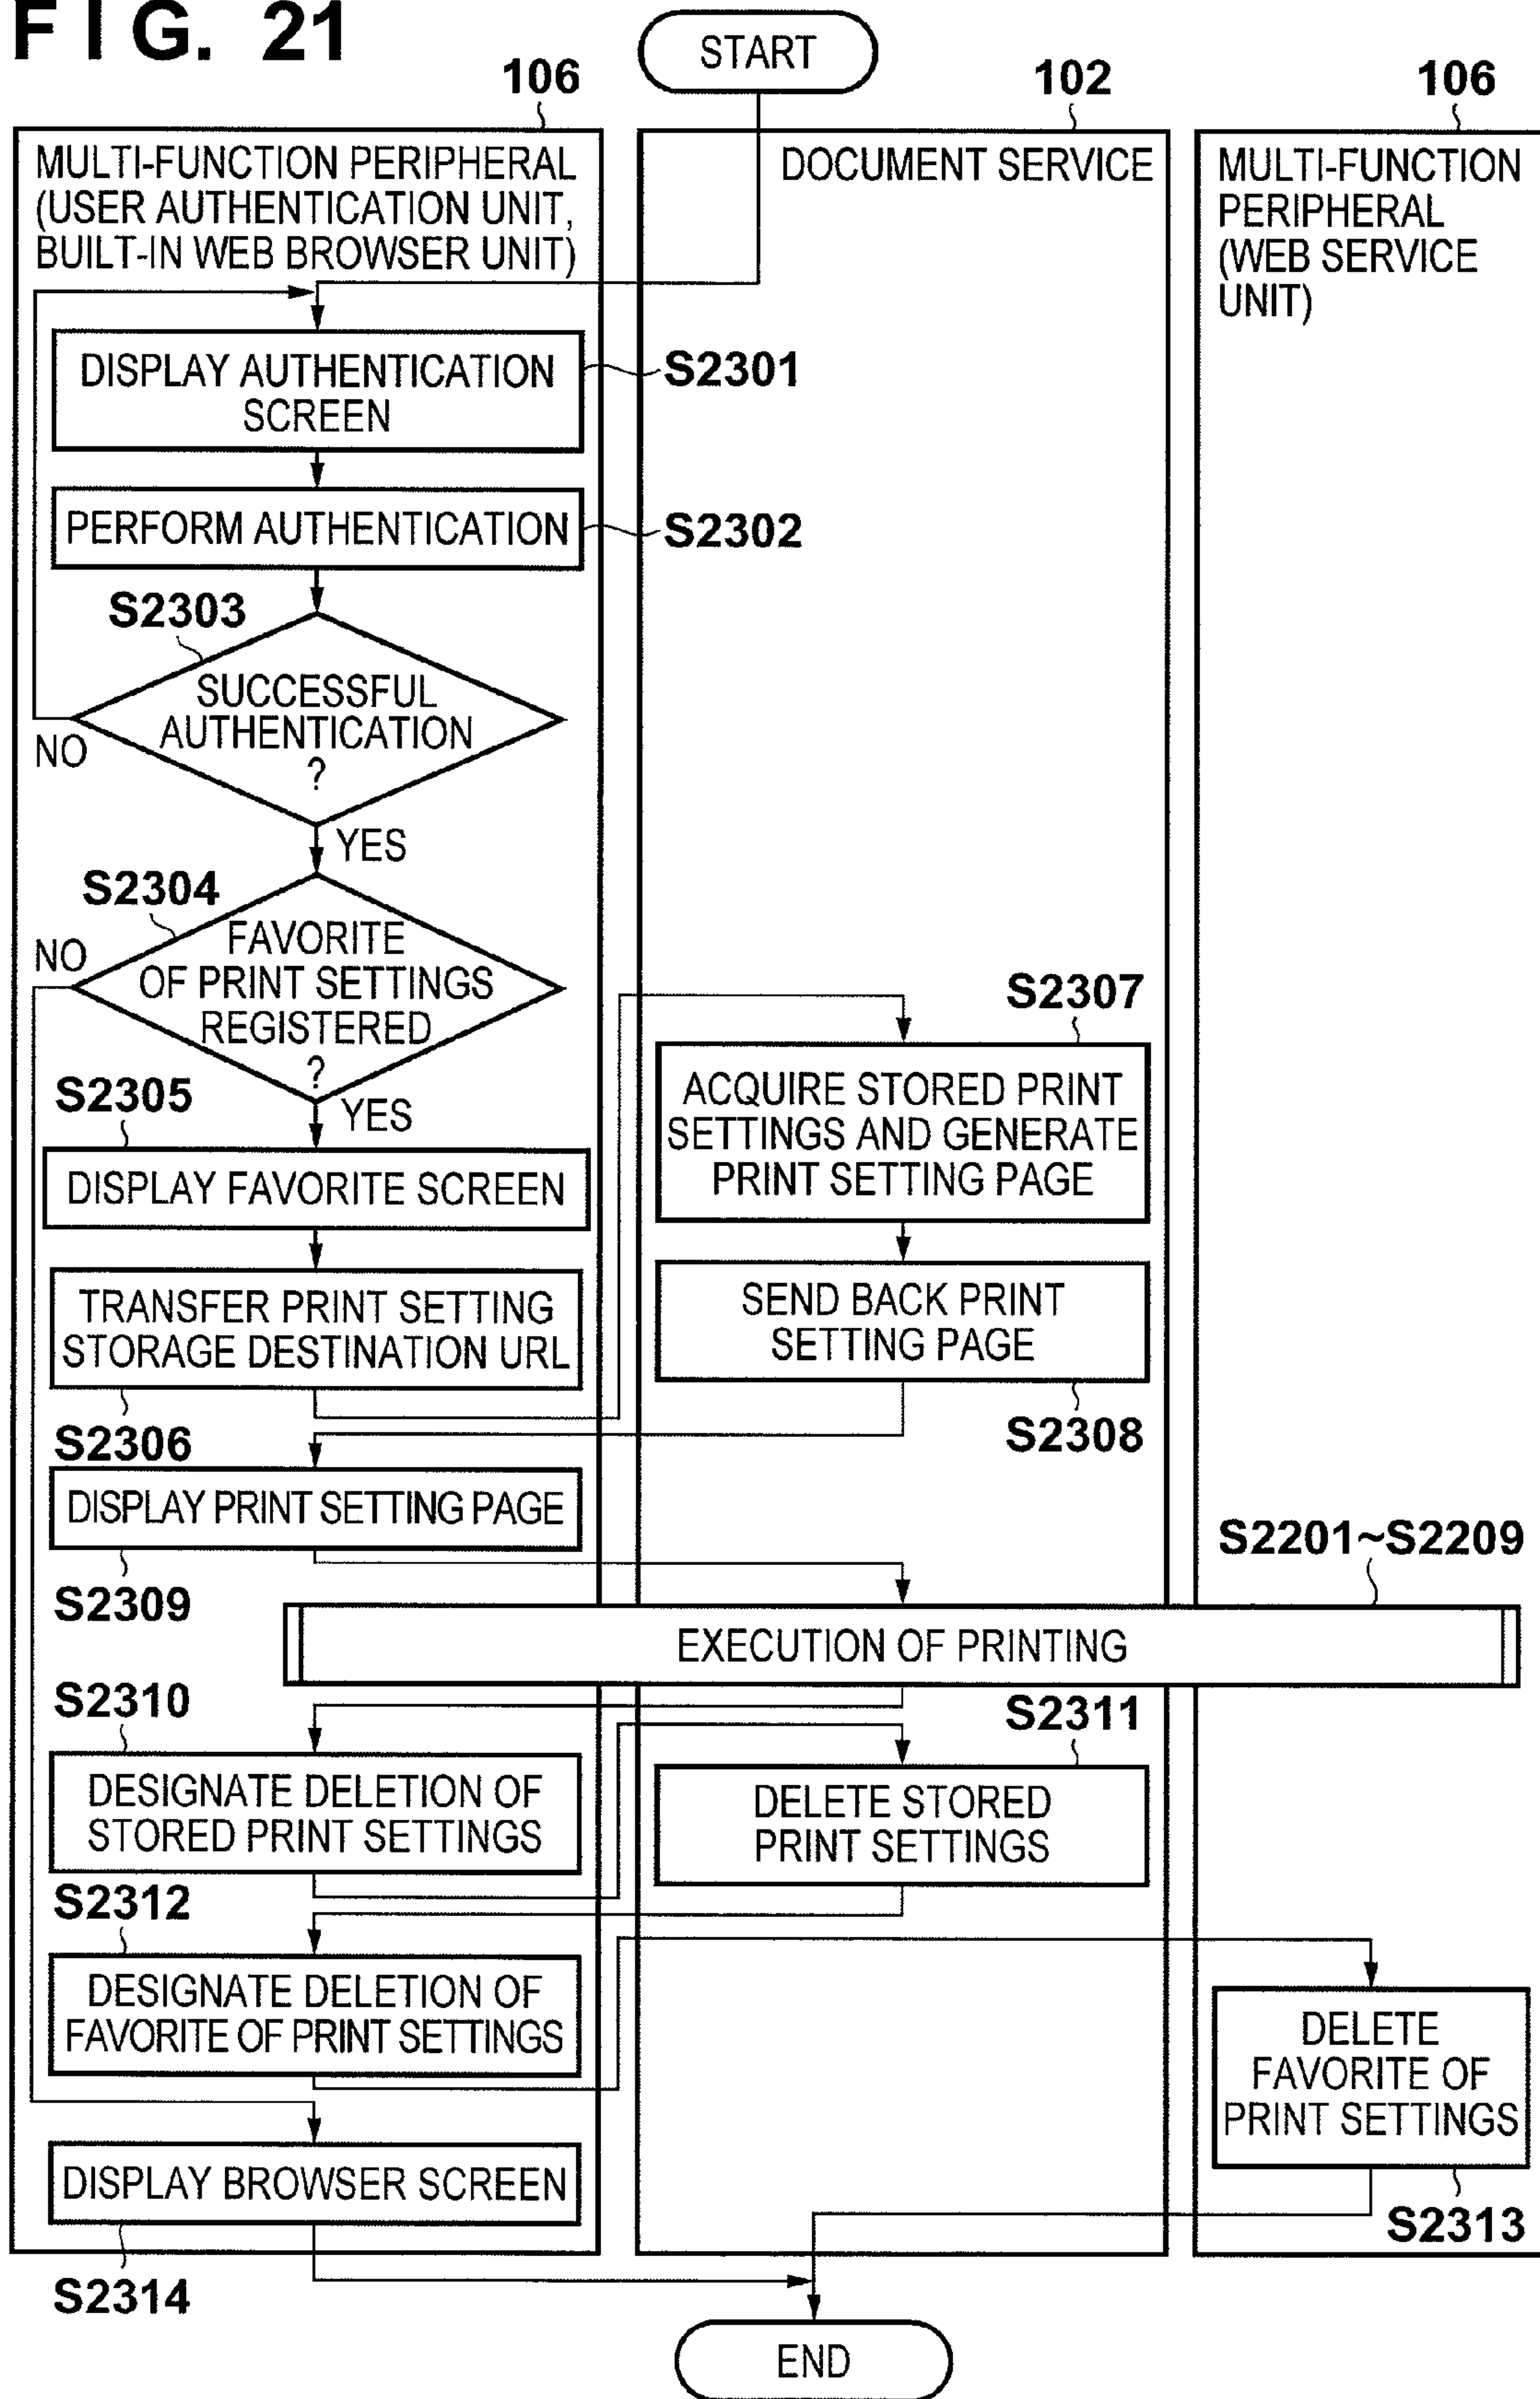 FIG. 21
START
106
102
106
MULTI-FUNCTION PERIPHERAL
(USER AUTHENTICATION UNIT,
BUILT-IN WEB BROWSER UNIT)
DOCUMENT SERVICE
MULTI-FUNCTION
PERIPHERAL
(WEB SERVICE
UNIT)
DISPLAY AUTHENTICATION
SCREEN
S2301
PERFORM AUTHENTICATION
S2302
S2303
SUCCESSFUL
AUTHENTICATION
?
NO
YES
S2304
NO
FAVORITE
OF PRINT SETTINGS
REGISTERED
?
YES
S2305
DISPLAY FAVORITE SCREEN
TRANSFER PRINT SETTING
STORAGE DESTINATION URL
S2306
S2307
ACQUIRE STORED PRINT
SETTINGS AND GENERATE
PRINT SETTING PAGE
SEND BACK PRINT
SETTING PAGE
S2308
DISPLAY PRINT SETTING PAGE
S2309
S2201~S2209
EXECUTION OF PRINTING
S2310
DESIGNATE DELETION OF
STORED PRINT SETTINGS
S2311
DELETE STORED
PRINT SETTINGS
S2312
DESIGNATE DELETION OF
FAVORITE OF PRINT SETTINGS
DELETE
FAVORITE OF
PRINT SETTINGS
S2313
DISPLAY BROWSER SCREEN
S2314
END